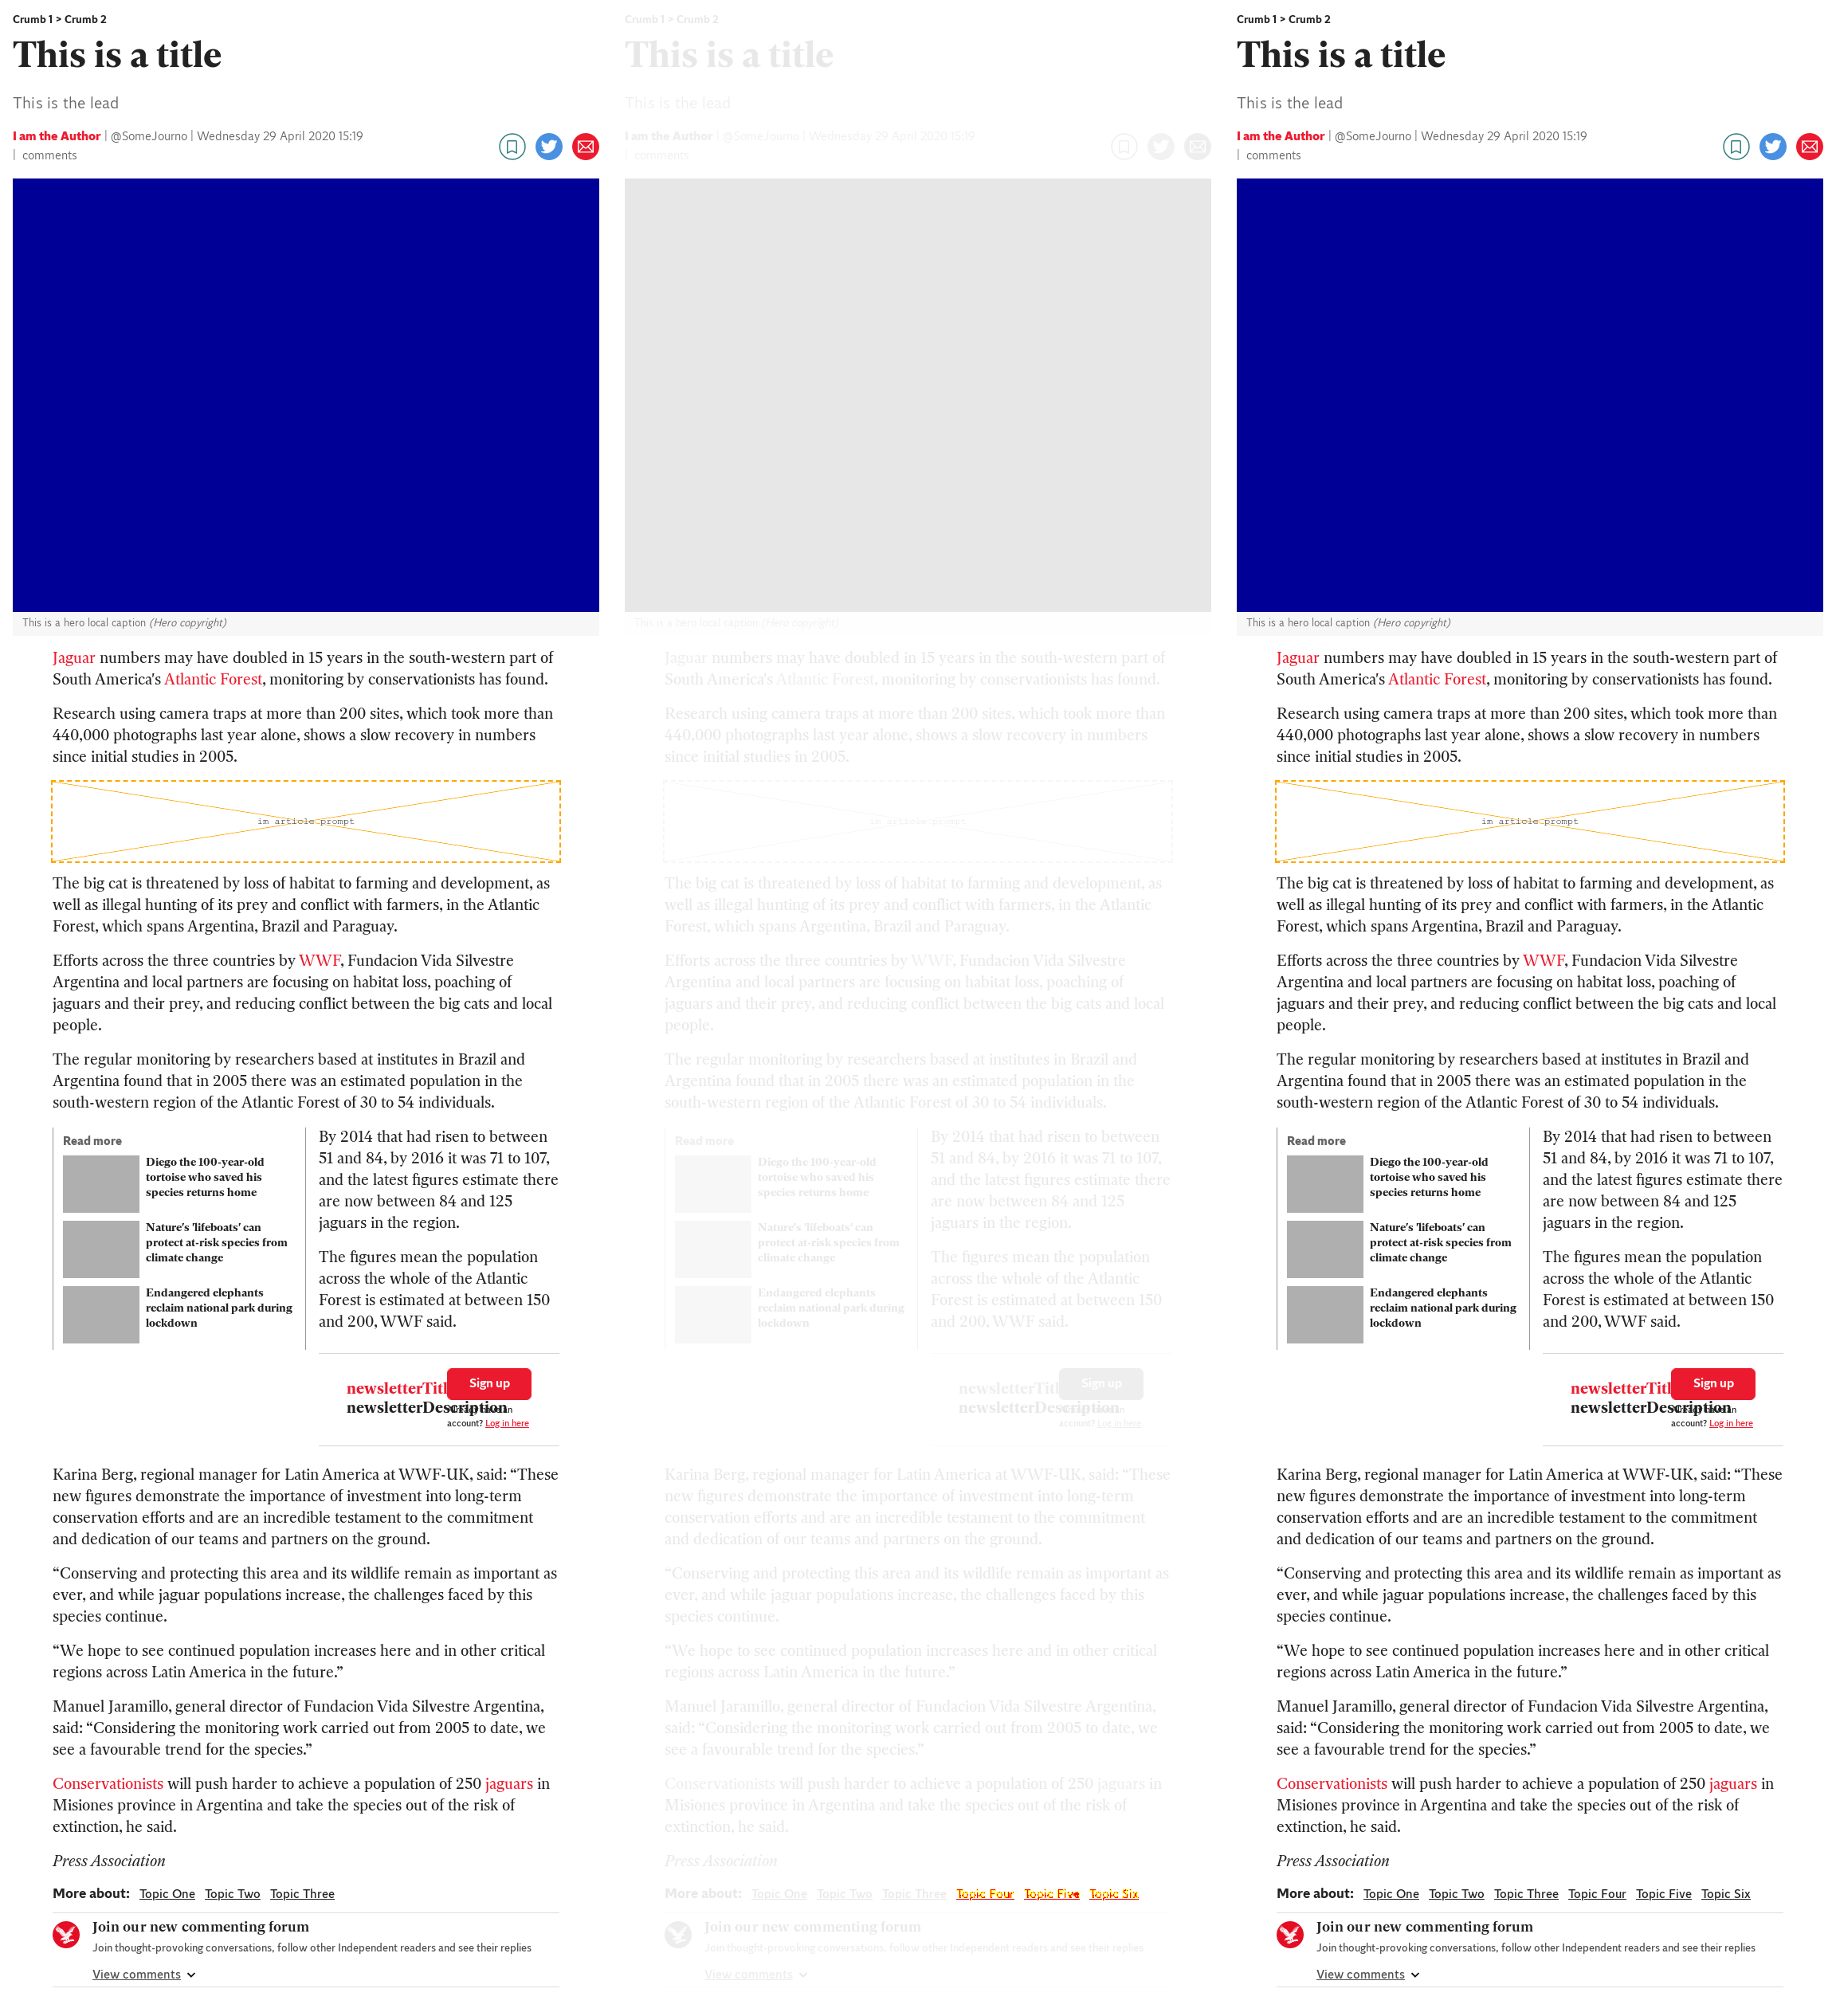 Crumb 1 > Crumb 2
This is a title
This is the lead
I am the Author | @SomeJourno | Wednesday 29 April 2020 15:19
| comments
This is a hero local caption (Hero copyright)
Jaguar numbers may have doubled in 15 years in the south-western part of
South America's Atlantic Forest, monitoring by conservationists has found.
Research using camera traps at more than 200 sites, which took more than
440,000 photographs last year alone, shows a slow recovery in numbers
since initial studies in 2005.
im article prompt
The big cat is threatened by loss of habitat to farming and development, as
well as illegal hunting of its prey and conflict with farmers, in the Atlantic
Forest, which spans Argentina, Brazil and Paraguay.
Efforts across the three countries by WWF, Fundacion Vida Silvestre
Argentina and local partners are focusing on habitat loss, poaching of
jaguars and their prey, and reducing conflict between the big cats and local
people.
The regular monitoring by researchers based at institutes in Brazil and
Argentina found that in 2005 there was an estimated population in the
south-western region of the Atlantic Forest of 30 to 54 individuals.
Read more
Diego the 100-year-old
tortoise who saved his
species returns home
Nature's 'lifeboats' can
protect at-risk species from
climate change
Endangered elephants
reclaim national park during
lockdown
By 2014 that had risen to between
51 and 84, by 2016 it was 71 to 107,
and the latest figures estimate there
are now between 84 and 125
jaguars in the region.
The figures mean the population
across the whole of the Atlantic
Forest is estimated at between 150
and 200, WWF said.
newsletterTitl
newsletterDescription
Sign up
Already have an
account? Log in here
Karina Berg, regional manager for Latin America at WWF-UK, said: “These
new figures demonstrate the importance of investment into long-term
conservation efforts and are an incredible testament to the commitment
and dedication of our teams and partners on the ground.
“Conserving and protecting this area and its wildlife remain as important as
ever, and while jaguar populations increase, the challenges faced by this
species continue.
“We hope to see continued population increases here and in other critical
regions across Latin America in the future.”
Manuel Jaramillo, general director of Fundacion Vida Silvestre Argentina,
said: “Considering the monitoring work carried out from 2005 to date, we
see a favourable trend for the species.”
Conservationists will push harder to achieve a population of 250 jaguars in
Misiones province in Argentina and take the species out of the risk of
extinction, he said.
Press Association
More about: Topic One Topic Two Topic Three
Join our new commenting forum
Join thought-provoking conversations, follow other Independent readers and see their replies
View comments
Crumb 1 > Crumb 2
This is a title
This is the lead
I am the Author | @SomeJourno | Wednesday 29 April 2020 15:19
| comments
This is a hero local caption (Hero copyright)
Jaguar numbers may have doubled in 15 years in the south-western part of
South America's Atlantic Forest, monitoring by conservationists has found.
Research using camera traps at more than 200 sites, which took more than
440,000 photographs last year alone, shows a slow recovery in numbers
since initial studies in 2005.
im article prompt
The big cat is threatened by loss of habitat to farming and development, as
well as illegal hunting of its prey and conflict with farmers, in the Atlantic
Forest, which spans Argentina, Brazil and Paraguay.
Efforts across the three countries by WWF, Fundacion Vida Silvestre
Argentina and local partners are focusing on habitat loss, poaching of
jaguars and their prey, and reducing conflict between the big cats and local
people.
The regular monitoring by researchers based at institutes in Brazil and
Argentina found that in 2005 there was an estimated population in the
south-western region of the Atlantic Forest of 30 to 54 individuals.
Read more
Diego the 100-year-old
tortoise who saved his
species returns home
Nature's 'lifeboats' can
protect at-risk species from
climate change
Endangered elephants
reclaim national park during
lockdown
By 2014 that had risen to between
51 and 84, by 2016 it was 71 to 107,
and the latest figures estimate there
are now between 84 and 125
jaguars in the region.
The figures mean the population
across the whole of the Atlantic
Forest is estimated at between 150
and 200, WWF said.
newsletterTitl
newsletterDescription
Sign up
Already have an
account? Log in here
Karina Berg, regional manager for Latin America at WWF-UK, said: “These
new figures demonstrate the importance of investment into long-term
conservation efforts and are an incredible testament to the commitment
and dedication of our teams and partners on the ground.
“Conserving and protecting this area and its wildlife remain as important as
ever, and while jaguar populations increase, the challenges faced by this
species continue.
“We hope to see continued population increases here and in other critical
regions across Latin America in the future.”
Manuel Jaramillo, general director of Fundacion Vida Silvestre Argentina,
said: “Considering the monitoring work carried out from 2005 to date, we
see a favourable trend for the species.”
Conservationists will push harder to achieve a population of 250 jaguars in
Misiones province in Argentina and take the species out of the risk of
extinction, he said.
Press Association
More about: Topic One Topic Two Topic Three Topic Four Topic Five Topic Six
Join our new commenting forum
Join thought-provoking conversations, follow other Independent readers and see their replies
View comments
Crumb 1 > Crumb 2
This is a title
This is the lead
I am the Author | @SomeJourno | Wednesday 29 April 2020 15:19
| comments
This is a hero local caption (Hero copyright)
Jaguar numbers may have doubled in 15 years in the south-western part of
South America's Atlantic Forest, monitoring by conservationists has found.
Research using camera traps at more than 200 sites, which took more than
440,000 photographs last year alone, shows a slow recovery in numbers
since initial studies in 2005.
im article prompt
The big cat is threatened by loss of habitat to farming and development, as
well as illegal hunting of its prey and conflict with farmers, in the Atlantic
Forest, which spans Argentina, Brazil and Paraguay.
Efforts across the three countries by WWF, Fundacion Vida Silvestre
Argentina and local partners are focusing on habitat loss, poaching of
jaguars and their prey, and reducing conflict between the big cats and local
people.
The regular monitoring by researchers based at institutes in Brazil and
Argentina found that in 2005 there was an estimated population in the
south-western region of the Atlantic Forest of 30 to 54 individuals.
Read more
Diego the 100-year-old
tortoise who saved his
species returns home
Nature's 'lifeboats' can
protect at-risk species from
climate change
Endangered elephants
reclaim national park during
lockdown
By 2014 that had risen to between
51 and 84, by 2016 it was 71 to 107,
and the latest figures estimate there
are now between 84 and 125
jaguars in the region.
The figures mean the population
across the whole of the Atlantic
Forest is estimated at between 150
and 200, WWF said.
newsletterTitl
newsletterDescription
Sign up
Already have an
account? Log in here
Karina Berg, regional manager for Latin America at WWF-UK, said: “These
new figures demonstrate the importance of investment into long-term
conservation efforts and are an incredible testament to the commitment
and dedication of our teams and partners on the ground.
“Conserving and protecting this area and its wildlife remain as important as
ever, and while jaguar populations increase, the challenges faced by this
species continue.
“We hope to see continued population increases here and in other critical
regions across Latin America in the future.”
Manuel Jaramillo, general director of Fundacion Vida Silvestre Argentina,
said: “Considering the monitoring work carried out from 2005 to date, we
see a favourable trend for the species.”
Conservationists will push harder to achieve a population of 250 jaguars in
Misiones province in Argentina and take the species out of the risk of
extinction, he said.
Press Association
More about: Topic One Topic Two Topic Three Topic Four Topic Five Topic Six
Join our new commenting forum
Join thought-provoking conversations, follow other Independent readers and see their replies
View comments